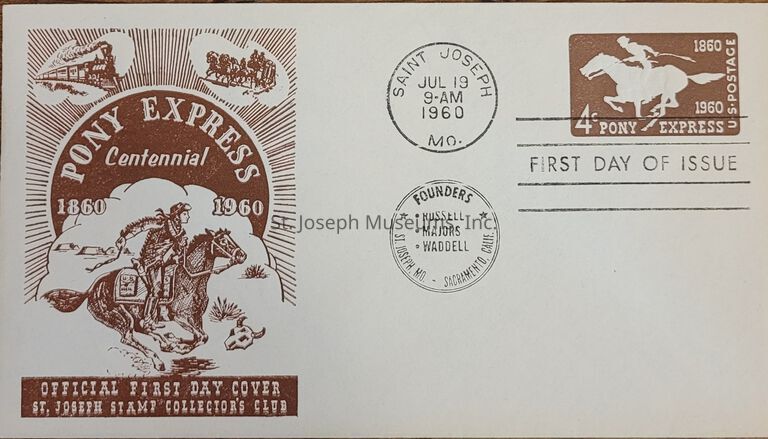 PONY EXPRESS
Centennial
1860 1960
OFFICIAL FIRST DAY COVER
ST. JOSEPH STAMP COLLECTOR'S CLUB
SAINT JOSEPH
JUL 19
9-AM
1960
MO.
FOUNDERS
• RUSSELL
• MAJORS
• WADDELL
ST. JOSEPH MO. - SACRAMENTO, CALIF.
1860
1960
U.S. POSTAGE
4c PONY EXPRESS
FIRST DAY OF ISSUE
St. Joseph Museums, Inc.